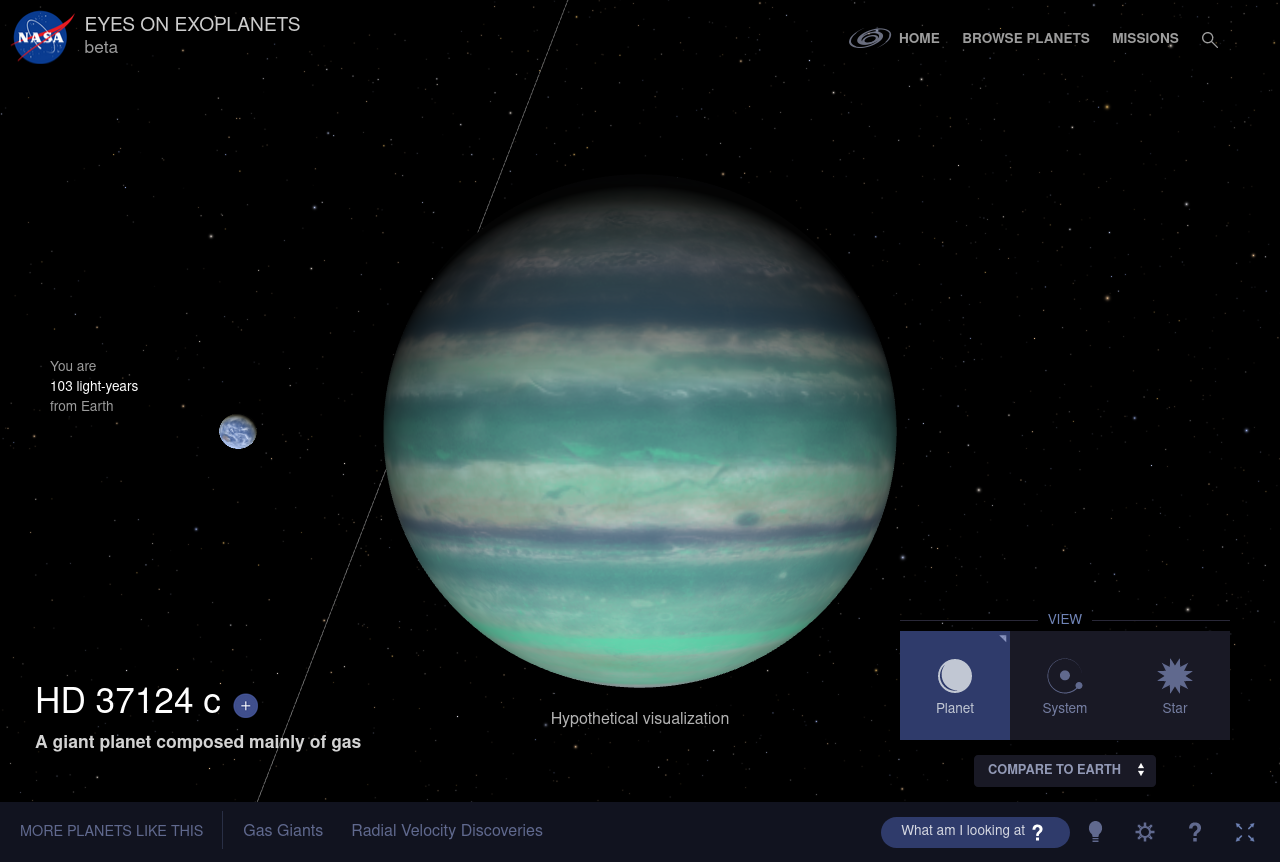 NASA
EYES ON EXOPLANETS
beta
HOME
BROWSE PLANETS
MISSIONS
You are
103 light-years
from Earth
HD 37124 c +
A giant planet composed mainly of gas
Hypothetical visualization
VIEW
Planet
System
Star
COMPARE TO EARTH
MORE PLANETS LIKE THIS
Gas Giants
Radial Velocity Discoveries
What am I looking at ?
?